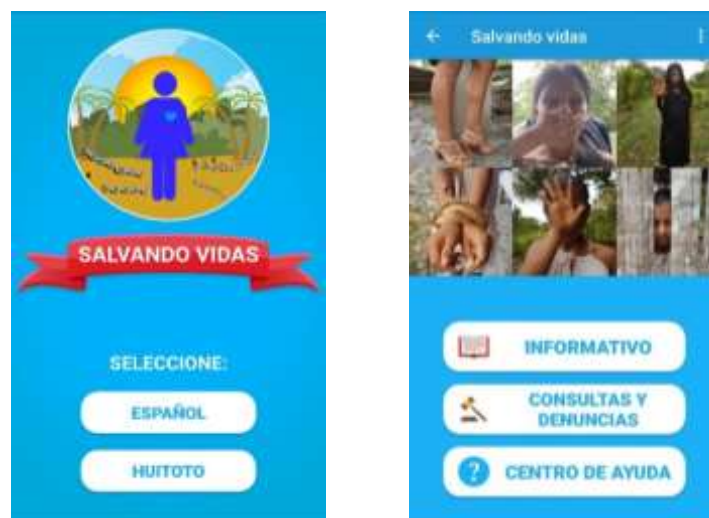 SALVANDO VIDAS
SELECCIONE:
ESPAÑOL
HUITOTO
Salvando vidas
INFORMATIVO
CONSULTAS Y
DENUNCIAS
CENTRO DE AYUDA